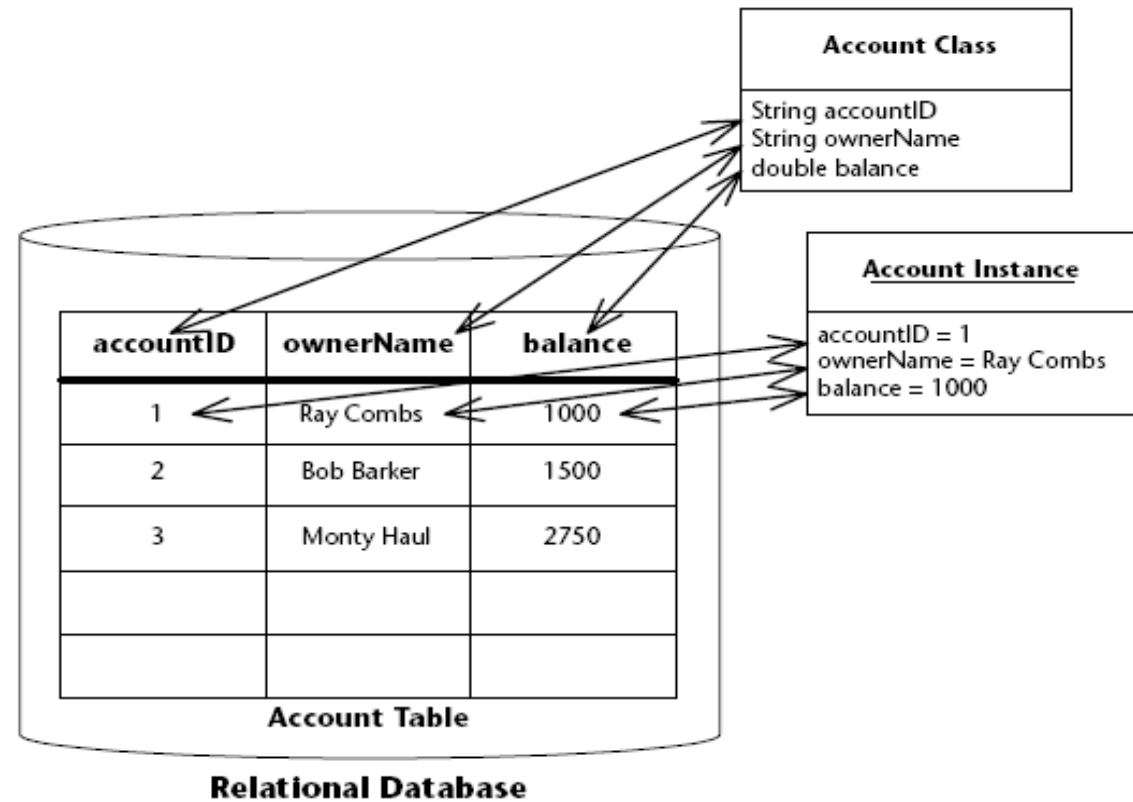 Account Class
String accountID
String ownerName
double balance
Account Instance
accountID = 1
ownerName = Ray Combs
balance = 1000
accountID ownerName balance
1 Ray Combs 1000
2 Bob Barker 1500
3 Monty Haul 2750
Account Table
Relational Database